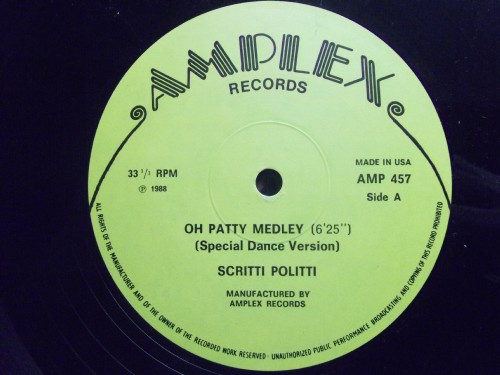 AMPLEX
RECORDS
33 1/3 RPM
℗ 1988
MADE IN USA
AMP 457
Side A
OH PATTY MEDLEY (6'25")
(Special Dance Version)
SCRITTI POLITTI
MANUFACTURED BY
AMPLEX RECORDS
ALL RIGHTS OF THE MANUFACTURER AND OF THE OWNER OF THE RECORDED WORK RESERVED · UNAUTHORIZED PUBLIC PERFORMANCE BROADCASTING AND COPYING OF THIS RECORD PROHIBITED